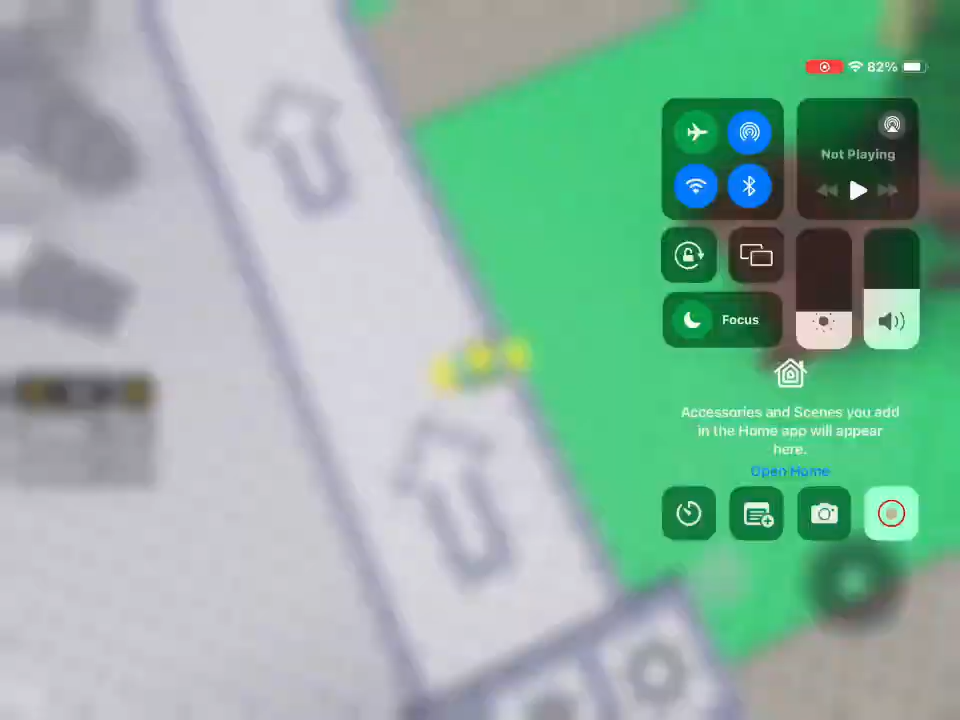 82%
Not Playing
Focus
Accessories and Scenes you add
in the Home app will appear
here.
Open Home